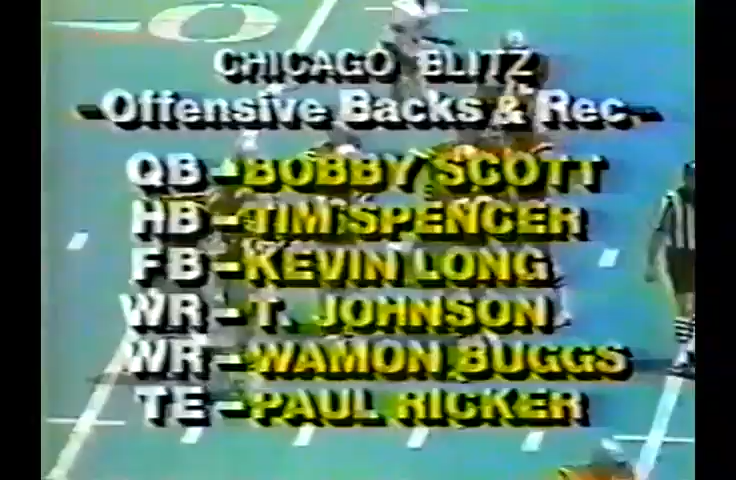 CHICAGO BLITZ
Offensive Backs & Rec
QB-BOBBY SCOTT
HB-TIM SPENCER
FB-KEVIN LONG
WR-T. JOHNSON
WR-WAMON BUGGS
TE-PAUL RICKER